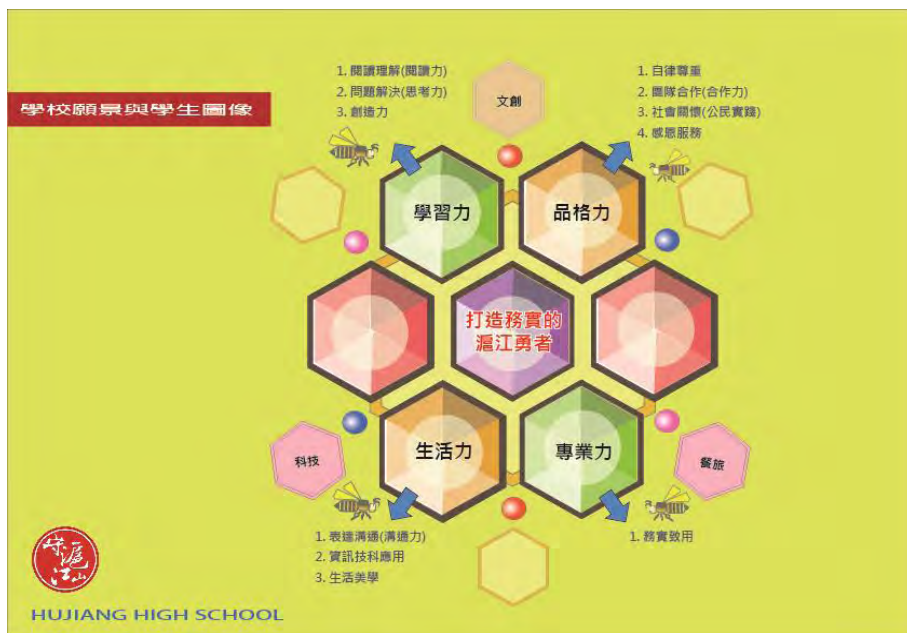 學校願景與學生圖像
1. 閱讀理解(閱讀力)
2. 問題解決(思考力)
3. 創造力
文創
1. 自律尊重
2. 團隊合作(合作力)
3. 社會關懷(公民實踐)
4. 感恩服務
學習力
品格力
打造務實的
滬江勇者
生活力
專業力
科技
餐旅
1. 表達溝通(溝通力)
2. 資訊技科應用
3. 生活美學
1. 務實致用
HUJIANG HIGH SCHOOL